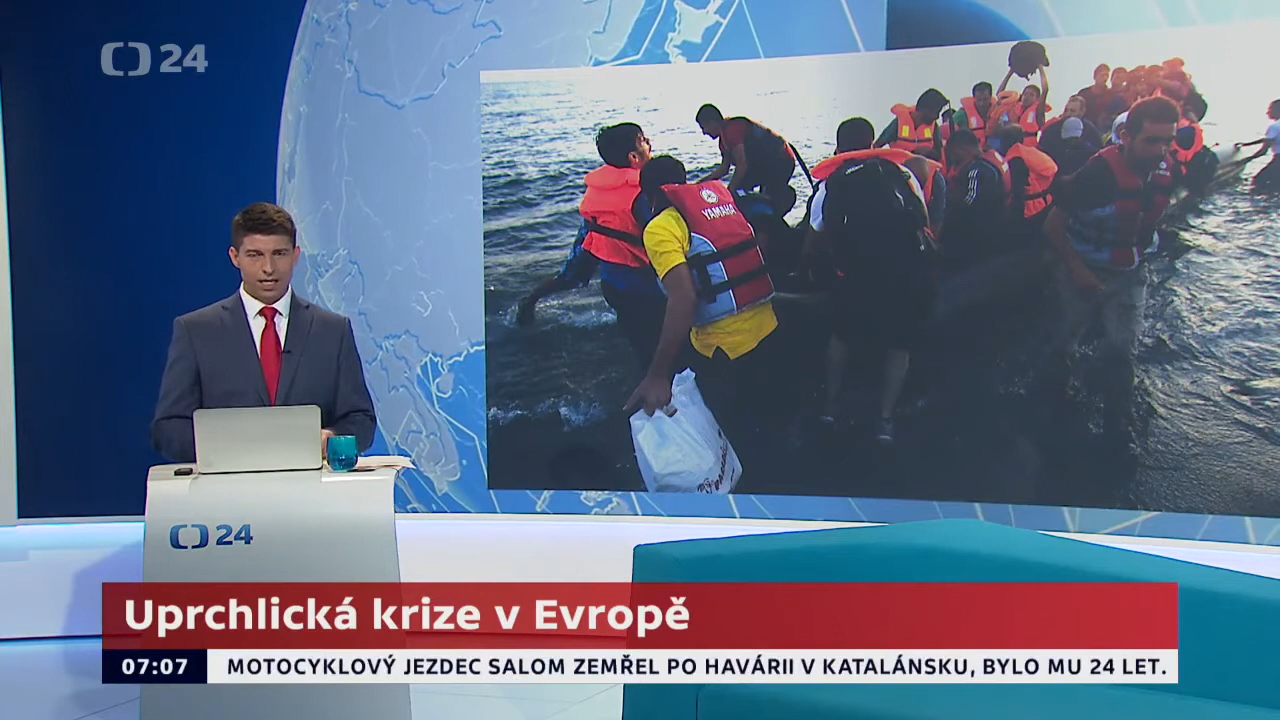 24
YAMAHA
24
Uprchlická krize v Evropě
07:07 MOTOCYKLOVÝ JEZDEC SALOM ZEMŘEL PO HAVÁRII V KATALÁNSKU, BYLO MU 24 LET.